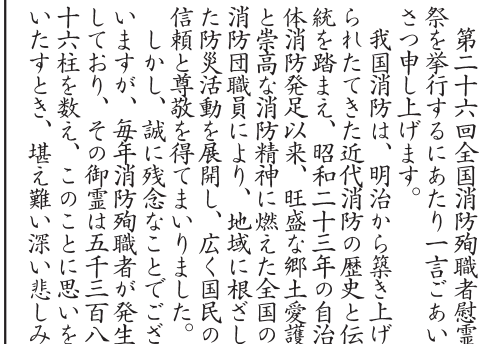 第二十六回全国消防殉職者慰霊
祭を挙行するにあたり一言ごあい
さつ申し上げます。
我国消防は、明治から築き上げ
られたてきた近代消防の歴史と伝
統を踏まえ、昭和二十三年の自治
体消防発足以来、旺盛な郷土愛護
と崇高な消防精神に燃えた全国の
消防団職員により、地域に根ざし
た防災活動を展開し、広く国民の
信頼と尊敬を得てまいりました。
しかし、誠に残念なことでござ
いますが、毎年消防殉職者が発生
しており、その御霊は五千三百八
十六柱を数え、このことに思いを
いたすとき、堪え難い深い悲しみ